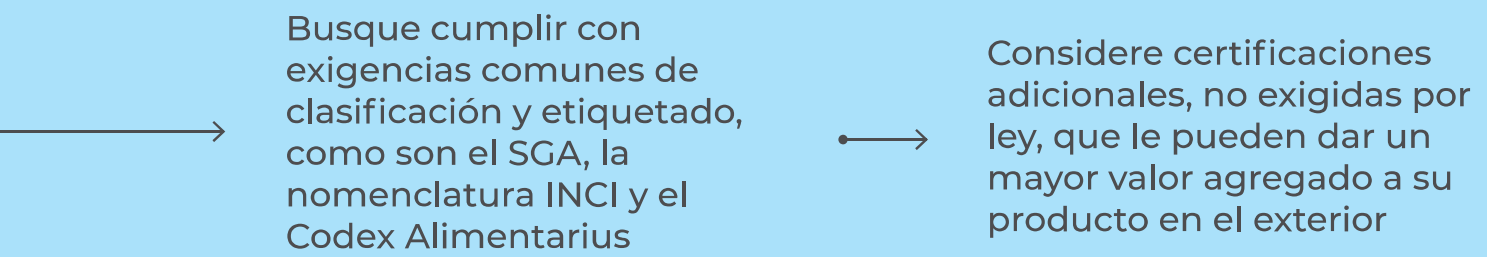 Busque cumplir con
exigencias comunes de
clasificación y etiquetado,
como son el SGA, la
nomenclatura INCI y el
Codex Alimentarius
Considere certificaciones
adicionales, no exigidas por
ley, que le pueden dar un
mayor valor agregado a su
producto en el exterior